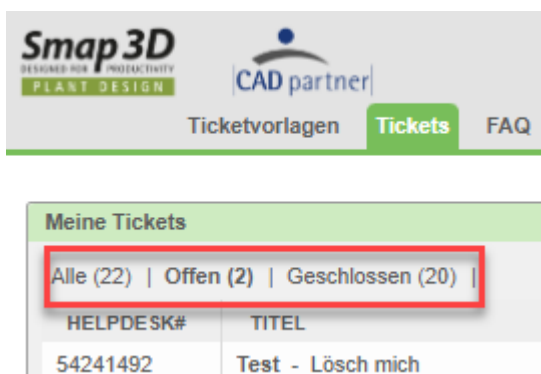 Smap 3D
DESIGNED FOR PRODUCTIVITY
PLANT DESIGN
CAD partner
Ticketvorlagen Tickets FAQ
Meine Tickets
Alle (22) | Offen (2) | Geschlossen (20) |
HELPDESK# TITEL
54241492 Test - Lösch mich